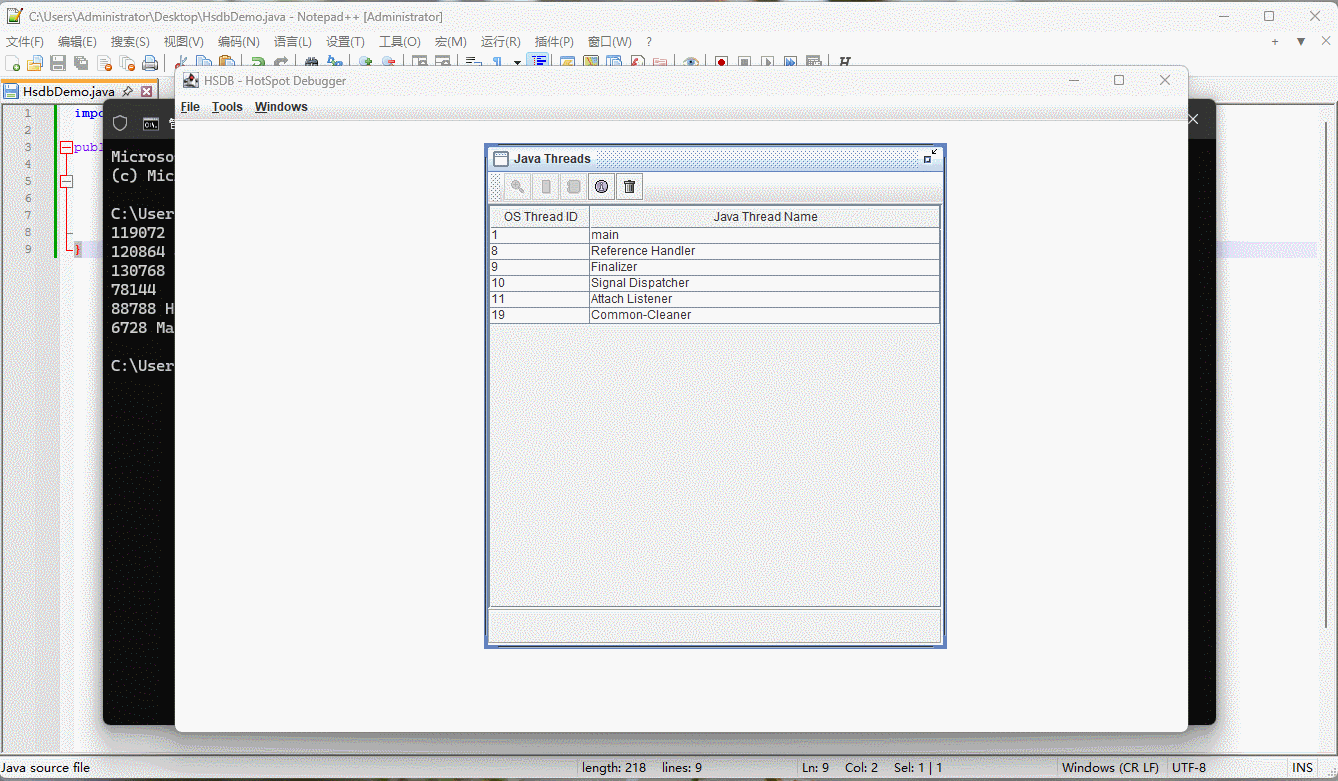 C:\Users\Administrator\Desktop\HsdbDemo.java - Notepad++ [Administrator]
文件(F) 编辑(E) 搜索(S) 视图(V) 编码(N) 语言(L) 设置(T) 工具(O) 宏(M) 运行(R) 插件(P) 窗口(W) ?
HsdbDemo.java
1 impo
2
3 publ
4
5
6
7
8
9 }
Microso
(c) Mic
C:\User
119072
120864
130768
78144
88788 H
6728 Ma
C:\User
HSDB - HotSpot Debugger
File Tools Windows
Java Threads
OS Thread ID Java Thread Name
1 main
8 Reference Handler
9 Finalizer
10 Signal Dispatcher
11 Attach Listener
19 Common-Cleaner
Java source file length: 218 lines: 9 Ln: 9 Col: 2 Sel: 1 | 1 Windows (CR LF) UTF-8 INS